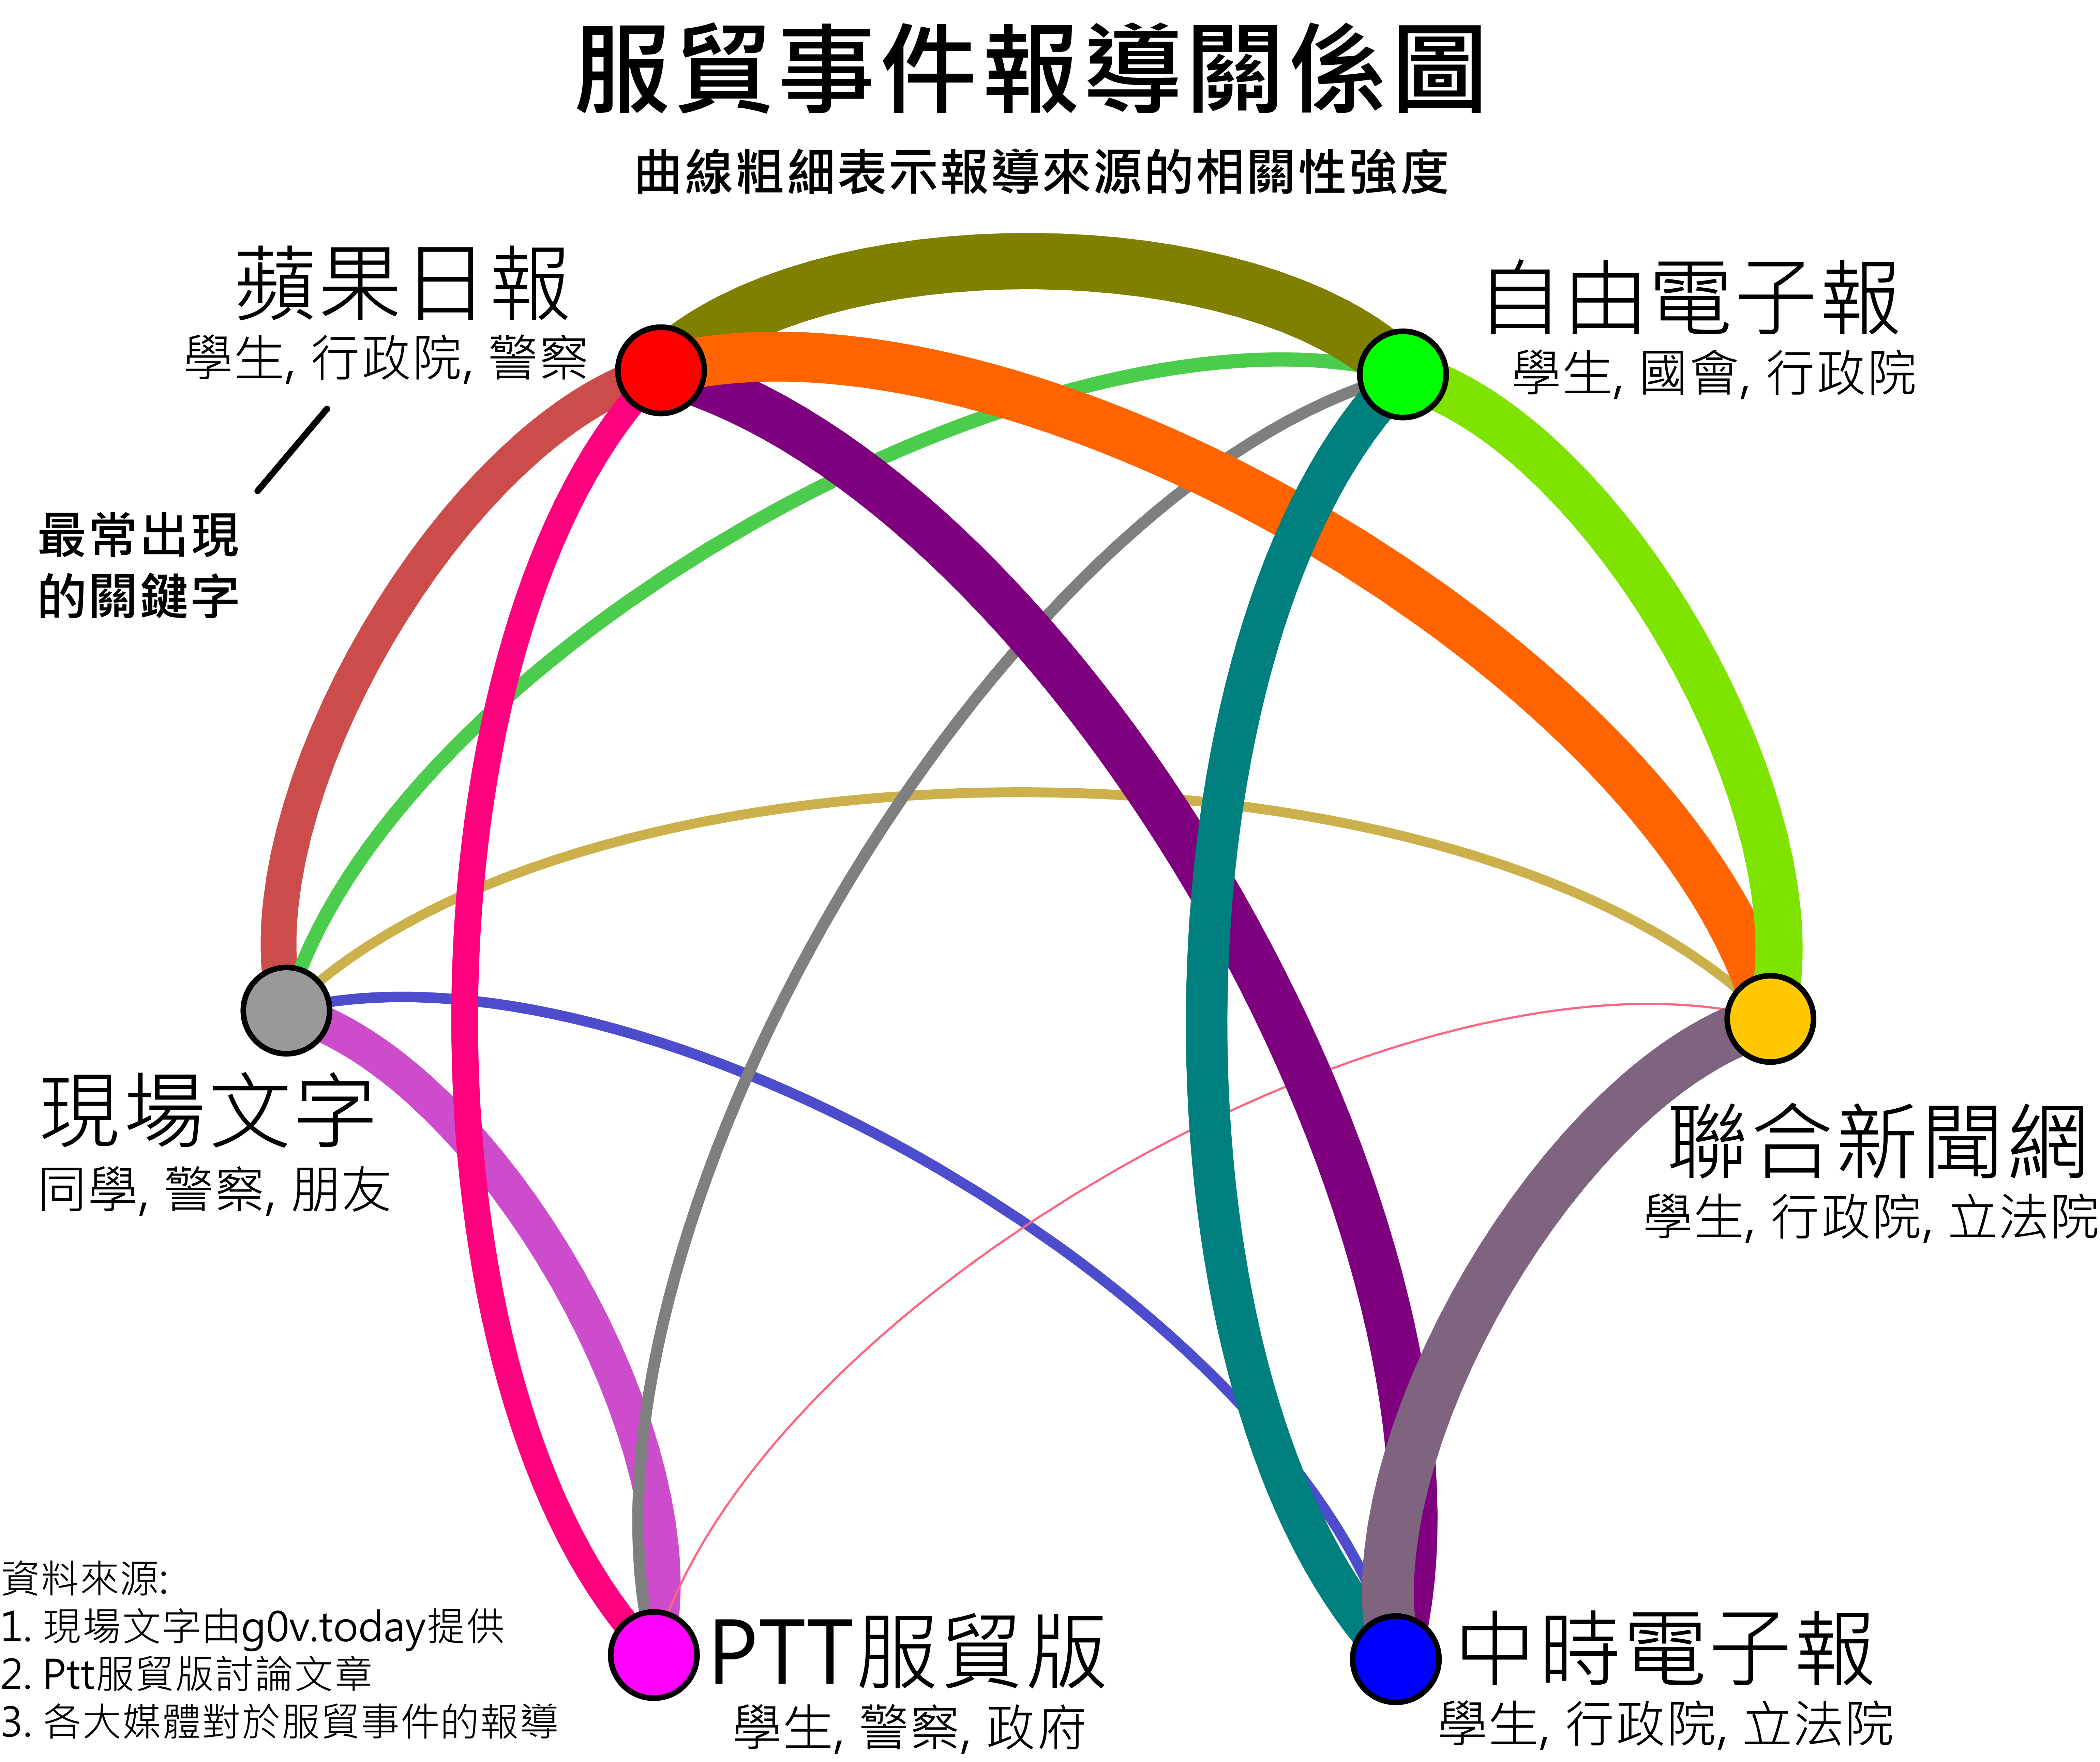 服貿事件報導關係圖
曲線粗細表示報導來源的相關性強度
蘋果日報
學生, 行政院, 警察
自由電子報
學生, 國會, 行政院
最常出現
的關鍵字
現場文字
同學, 警察, 朋友
聯合新聞網
學生, 行政院, 立法院
PTT服貿版
學生, 警察, 政府
中時電子報
學生, 行政院, 立法院
資料來源:
1. 現場文字由g0v.today提供
2. Ptt服貿版討論文章
3. 各大媒體對於服貿事件的報導